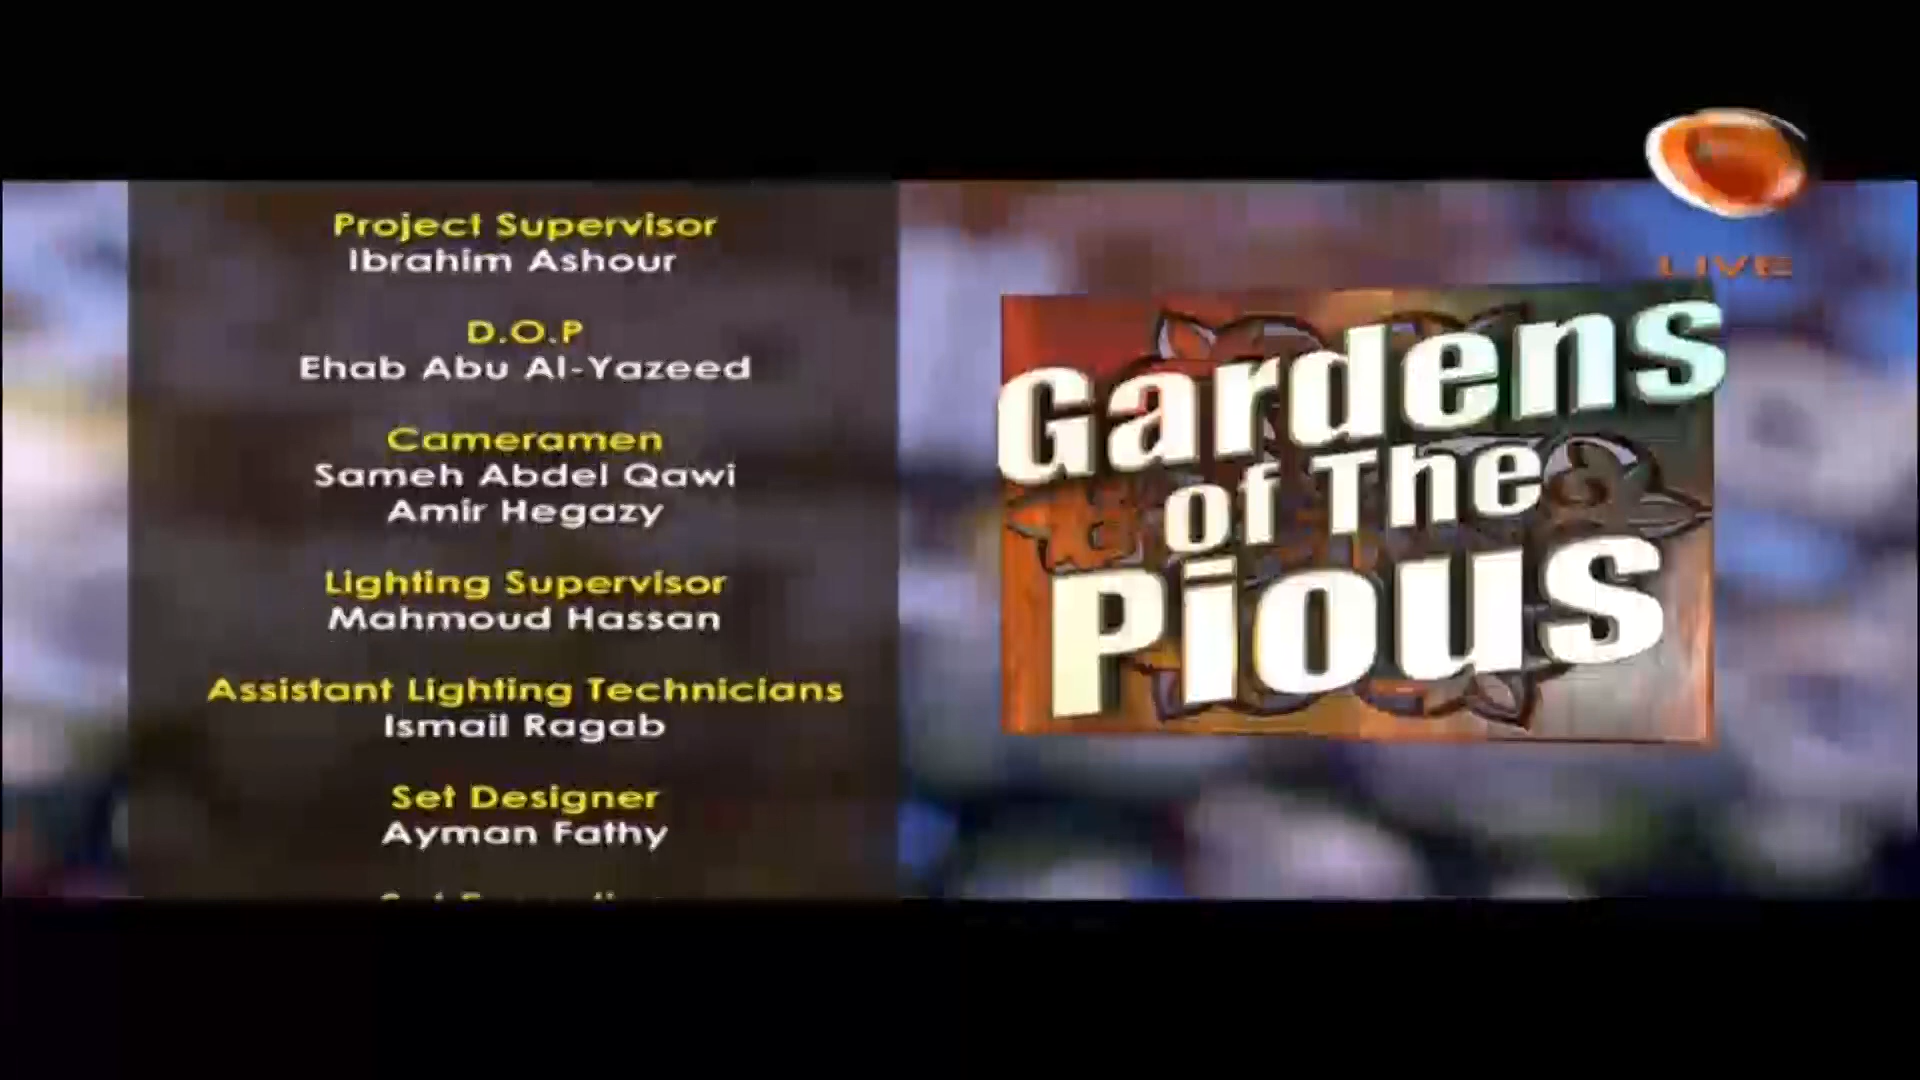 Project Supervisor
Ibrahim Ashour
D.O.P
Ehab Abu Al-Yazeed
Cameramen
Sameh Abdel Qawi
Amir Hegazy
Lighting Supervisor
Mahmoud Hassan
Assistant Lighting Technicians
Ismail Ragab
Set Designer
Ayman Fathy
LIVE
Gardens
of The
Pious